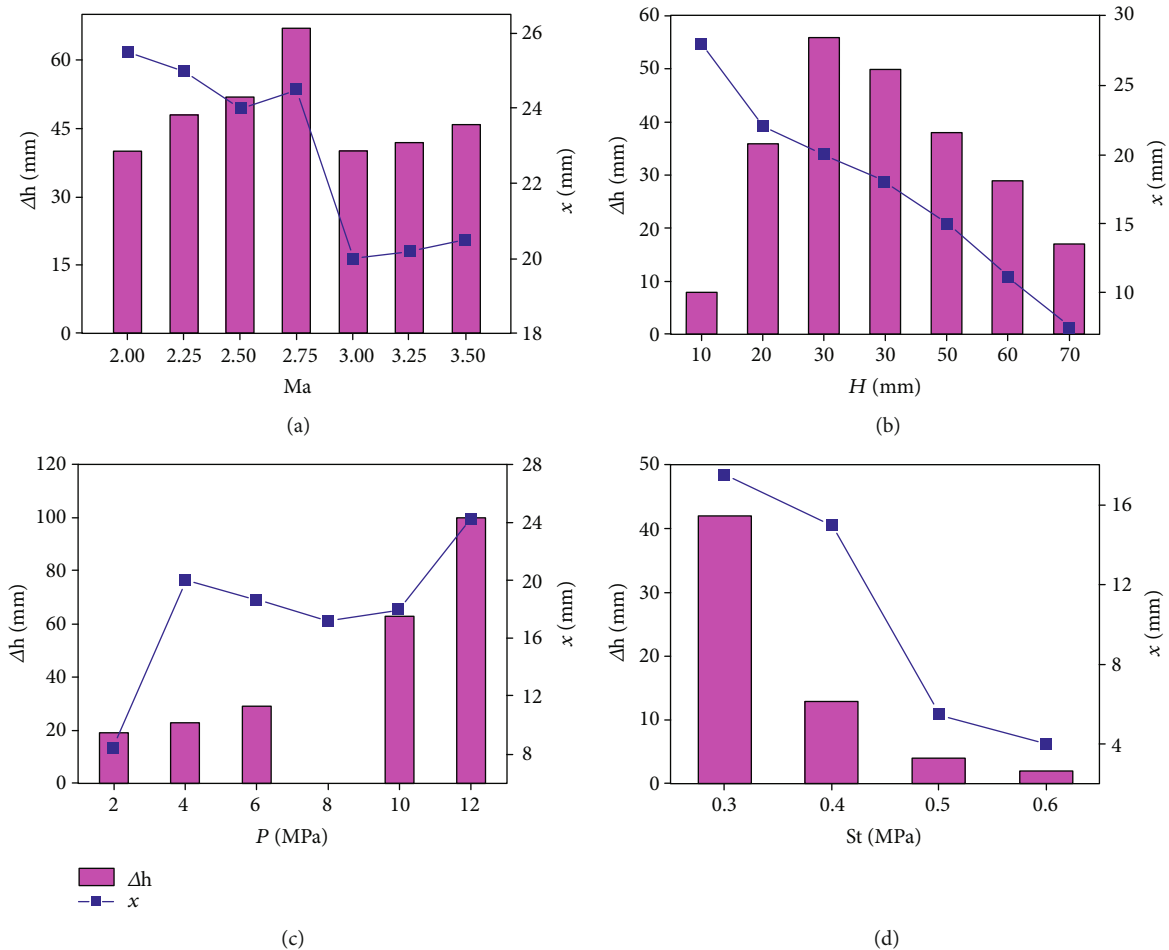 60
45
30
15
0
Δh (mm)
26
24
22
20
18
x (mm)
2.00 2.25 2.50 2.75 3.00 3.25 3.50
Ma
(a)
60
50
40
30
20
10
0
Δh (mm)
30
25
20
15
10
x (mm)
10 20 30 30 50 60 70
H (mm)
(b)
120
100
80
60
40
20
0
Δh (mm)
28
24
20
16
12
8
x (mm)
2 4 6 8 10 12
P (MPa)
Δh
x
(c)
50
40
30
20
10
0
Δh (mm)
16
12
8
4
x (mm)
0.3 0.4 0.5 0.6
St (MPa)
(d)